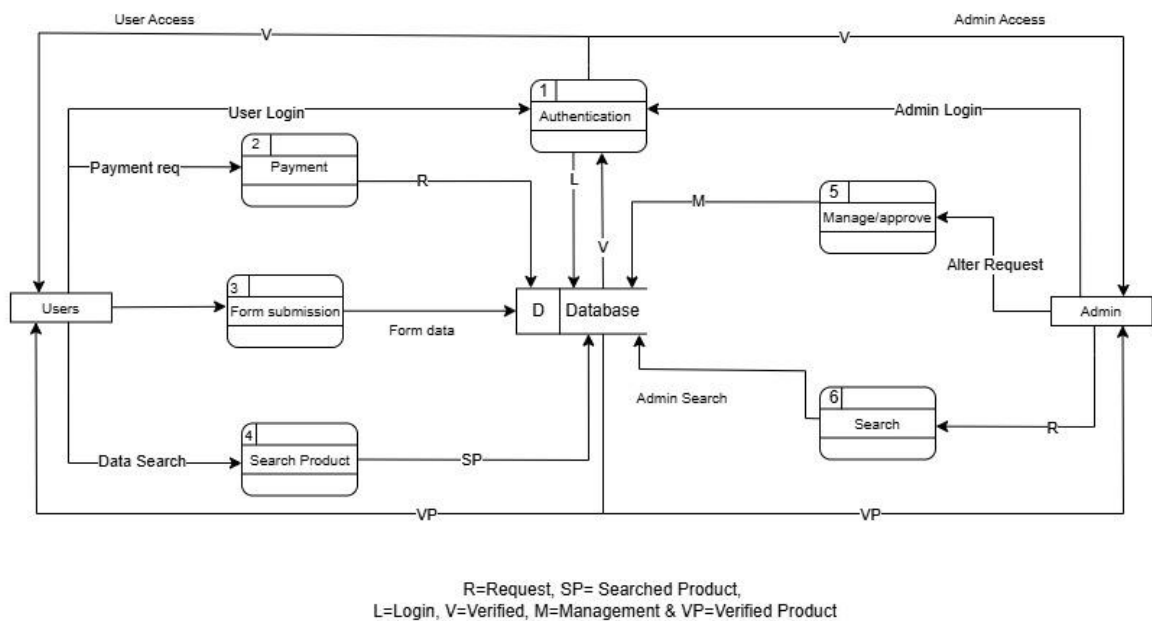 User Access
Admin Access
V
V
1
Authentication
User Login
Admin Login
2
Payment
Payment req
R
L
V
M
5
Manage/approve
Alter Request
Users
3
Form submission
Form data
D
Database
Admin
Admin Search
6
Search
R
4
Search Product
Data Search
SP
VP
VP
R=Request, SP= Searched Product,
L=Login, V=Verified, M=Management & VP=Verified Product